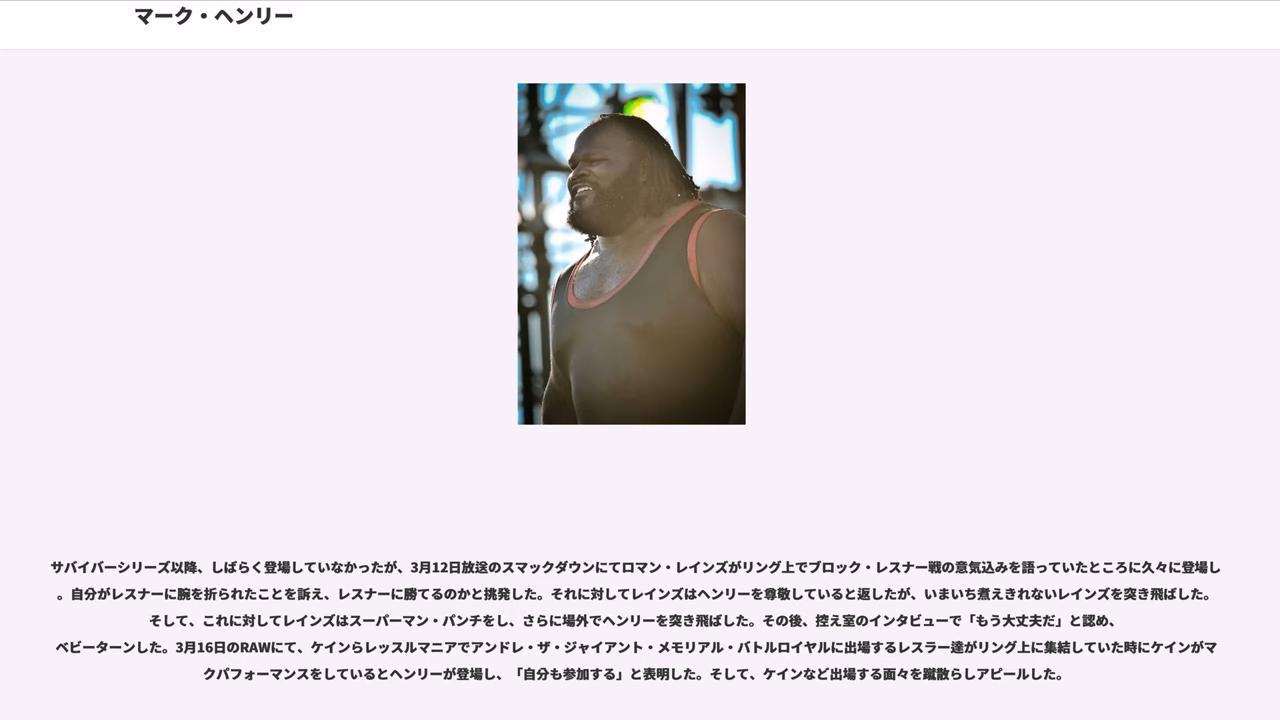 マーク・ヘンリー
サバイバーシリーズ以降、しばらく登場していなかったが、3月12日放送のスマックダウンにてロマン・レインズがリング上でブロック・レスナー戦の意気込みを語っていたところに久々に登場し
。自分がレスナーに腕を折られたことを訴え、レスナーに勝てるのかと挑発した。それに対してレインズはヘンリーを尊敬していると返したが、いまいち煮えきれないレインズを突き飛ばした。
そして、これに対してレインズはスーパーマン・パンチをし、さらに場外でヘンリーを突き飛ばした。その後、控え室のインタビューで「もう大丈夫だ」と認め、
ベビーターンした。3月16日のRAWにて、ケインらレッスルマニアでアンドレ・ザ・ジャイアント・メモリアル・バトルロイヤルに出場するレスラー達がリング上に集結していた時にケインがマ
クパフォーマンスをしているとヘンリーが登場し、「自分も参加する」と表明した。そして、ケインなど出場する面々を蹴散らしアピールした。